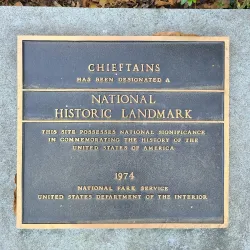 CHIEFTAINS
HAS BEEN DESIGNATED A
NATIONAL
HISTORIC LANDMARK
THIS SITE POSSESSES NATIONAL SIGNIFICANCE
IN COMMEMORATING THE HISTORY OF THE
UNITED STATES OF AMERICA
1974
NATIONAL PARK SERVICE
UNITED STATES DEPARTMENT OF THE INTERIOR